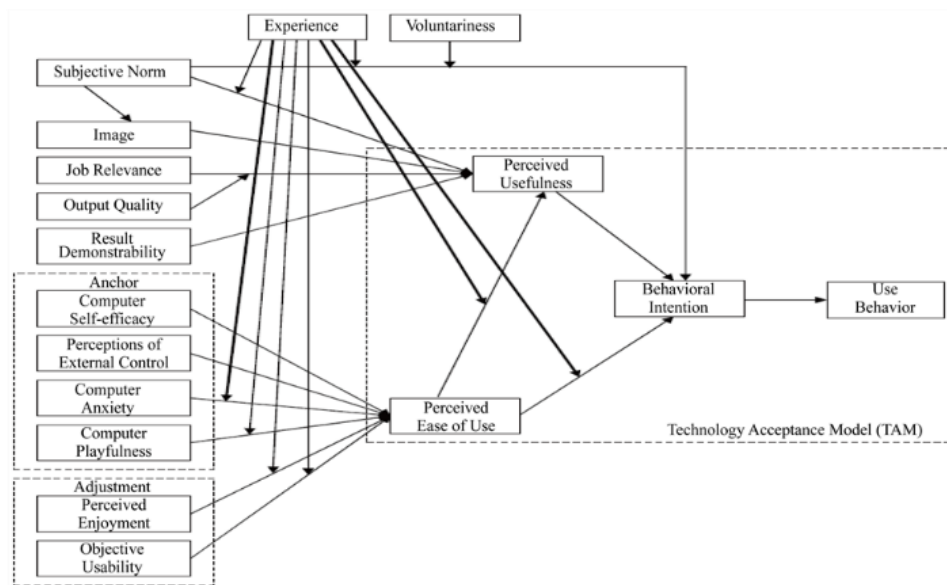 Experience
Voluntariness
Subjective Norm
Image
Job Relevance
Output Quality
Result
Demonstrability
Perceived
Usefulness
Anchor
Computer
Self-efficacy
Perceptions of
External Control
Computer
Anxiety
Computer
Playfulness
Behavioral
Intention
Use
Behavior
Perceived
Ease of Use
Technology Acceptance Model (TAM)
Adjustment
Perceived
Enjoyment
Objective
Usability